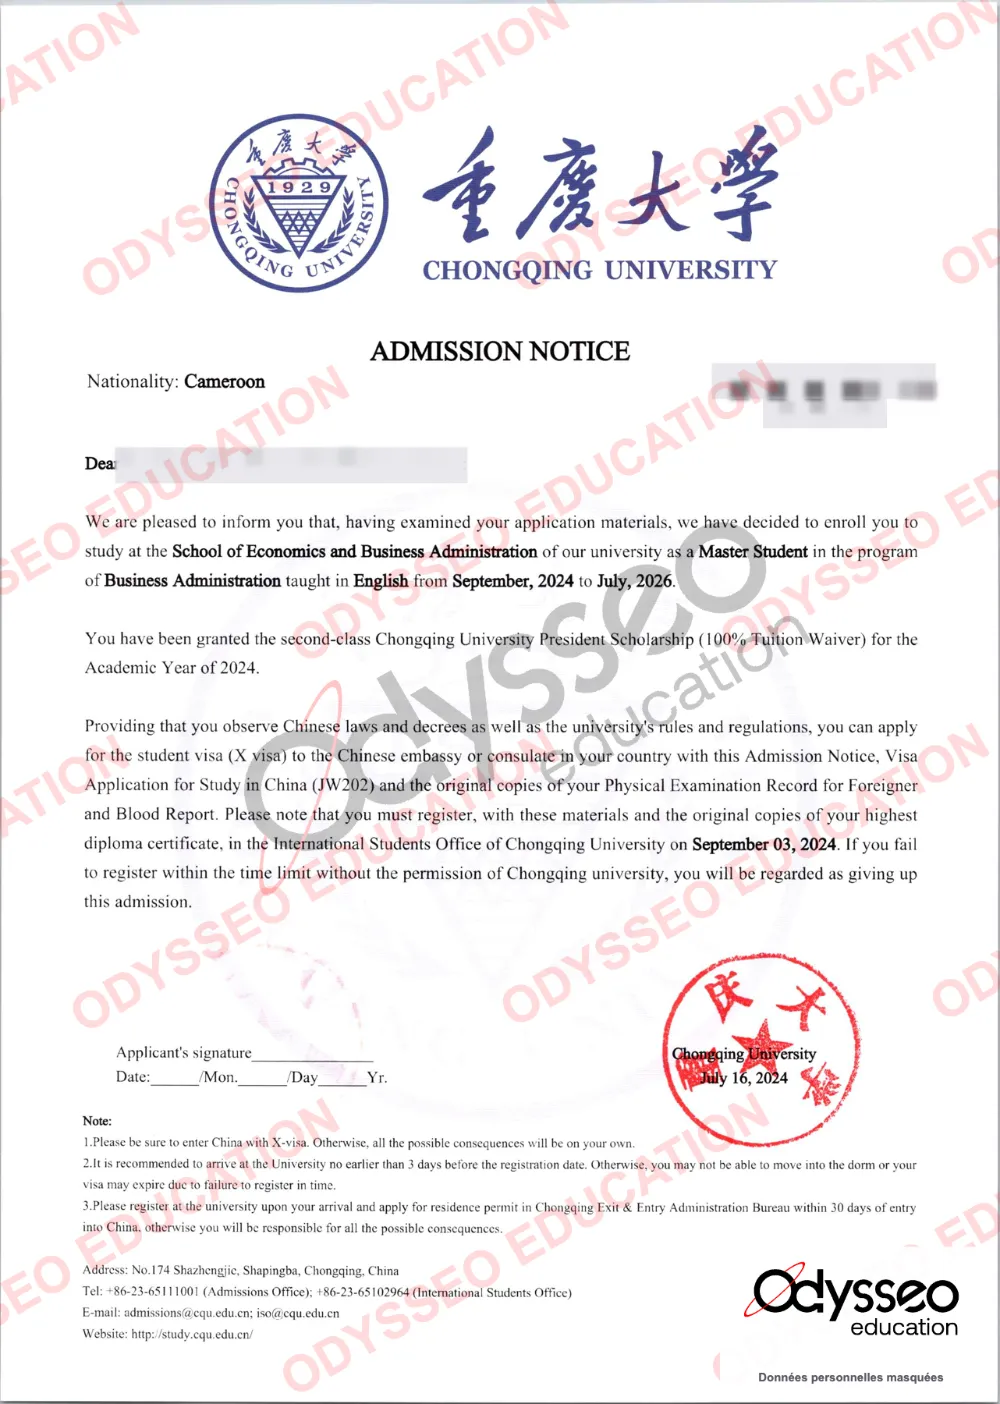 重慶大學
1929
CHONGQING UNIVERSITY
重慶大學
CHONGQING UNIVERSITY
ADMISSION NOTICE
Nationality: Cameroon
Dear
We are pleased to inform you that, having examined your application materials, we have decided to enroll you to
study at the School of Economics and Business Administration of our university as a Master Student in the program
of Business Administration taught in English from September, 2024 to July, 2026.
You have been granted the second-class Chongqing University President Scholarship (100% Tuition Waiver) for the
Academic Year of 2024.
Providing that you observe Chinese laws and decrees as well as the university's rules and regulations, you can apply
for the student visa (X visa) to the Chinese embassy or consulate in your country with this Admission Notice, Visa
Application for Study in China (JW202) and the original copies of your Physical Examination Record for Foreigner
and Blood Report. Please note that you must register, with these materials and the original copies of your highest
diploma certificate, in the International Students Office of Chongqing University on September 03, 2024. If you fail
to register within the time limit without the permission of Chongqing university, you will be regarded as giving up
this admission.
Odysseo
education
重庆大学
Applicant's signature
Chongqing University
Date: /Mon. /Day Yr.
July 16, 2024
Note:
1.Please be sure to enter China with X-visa. Otherwise, all the possible consequences will be on your own.
2.It is recommended to arrive at the University no earlier than 3 days before the registration date. Otherwise, you may not be able to move into the dorm or your
visa may expire due to failure to register in time.
3.Please register at the university upon your arrival and apply for residence permit in Chongqing Exit & Entry Administration Bureau within 30 days of entry
into China, otherwise you will be responsible for all the possible consequences.
Address: No.174 Shazhengjie, Shapingba, Chongqing, China
Tel: +86-23-65111001 (Admissions Office); +86-23-65102964 (International Students Office)
E-mail: admissions@cqu.edu.cn; iso@cqu.edu.cn
Website: http://study.cqu.edu.cn/
Odysseo
education
Données personnelles masquées
ODYSSEO EDUCATION